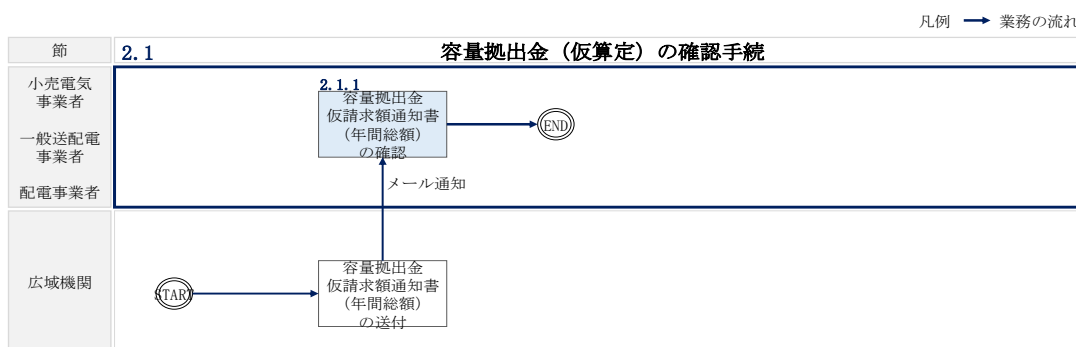 凡例 業務の流れ
節 2.1 容量拠出金（仮算定）の確認手続
小売電気
事業者
一般送配電
事業者
配電事業者
2.1.1
容量拠出金
仮請求額通知書
（年間総額）
の確認
END
メール通知
広域機関
START
容量拠出金
仮請求額通知書
（年間総額）
の送付